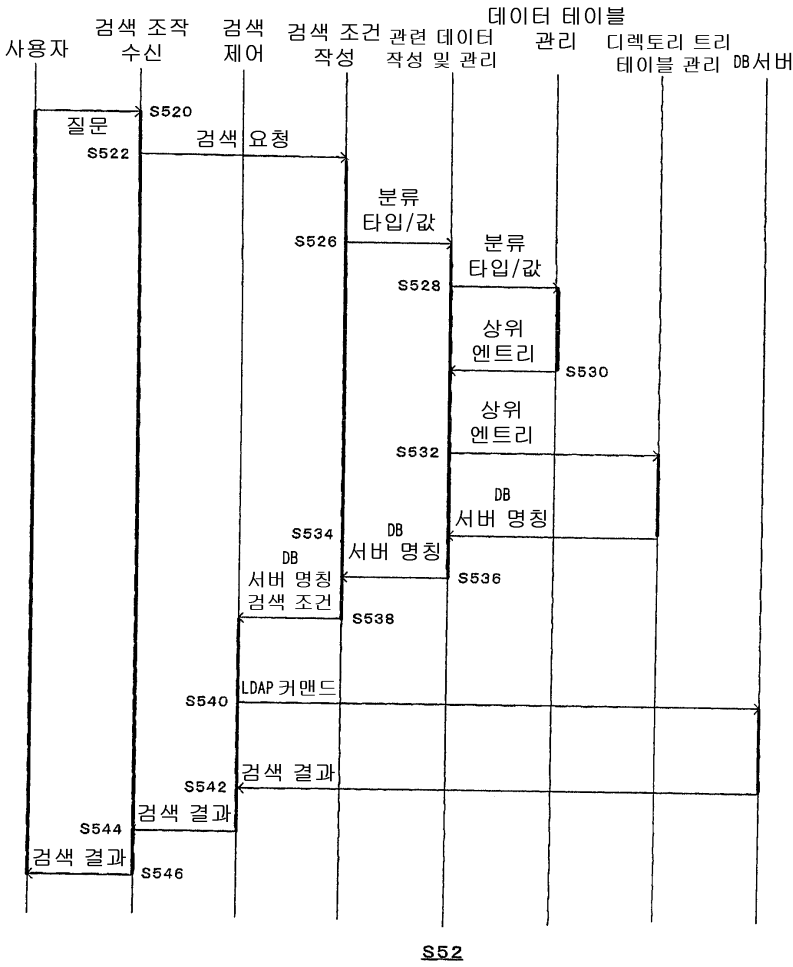 사용자
검색 조작
수신
검색
제어
검색 조건
작성
관련 데이터
작성 및 관리
데이터 테이블
관리
디렉토리 트리
테이블 관리
DB서버
S520
질문
S522
검색 요청
분류
타입/값
S526
분류
타입/값
S528
상위
엔트리
S530
상위
엔트리
S532
DB
서버 명칭
S534
DB
서버 명칭
S536
DB
서버 명칭
검색 조건
S538
LDAP 커맨드
S540
검색 결과
S542
검색 결과
S544
검색 결과
S546
S52